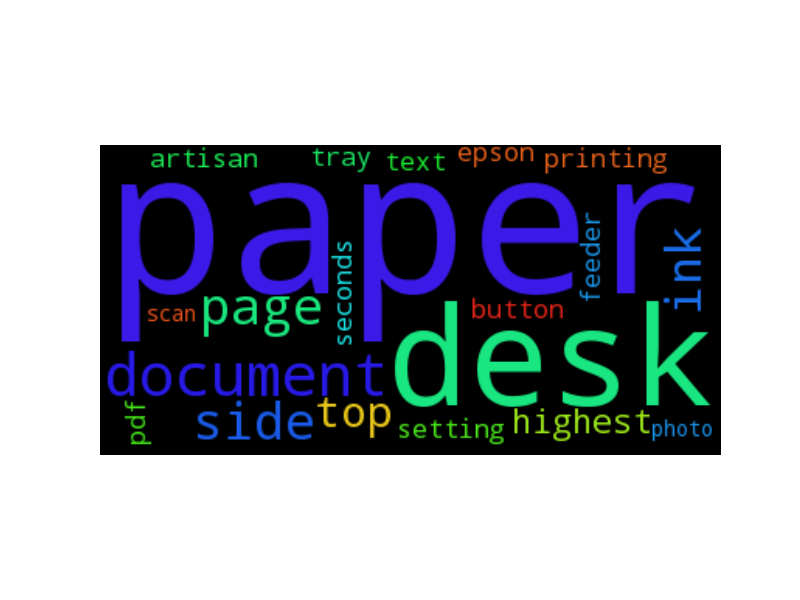 artisan tray text epson printing
paper
feeder
ink
seconds
scan page button
desk
document
pdf side top setting highest photo